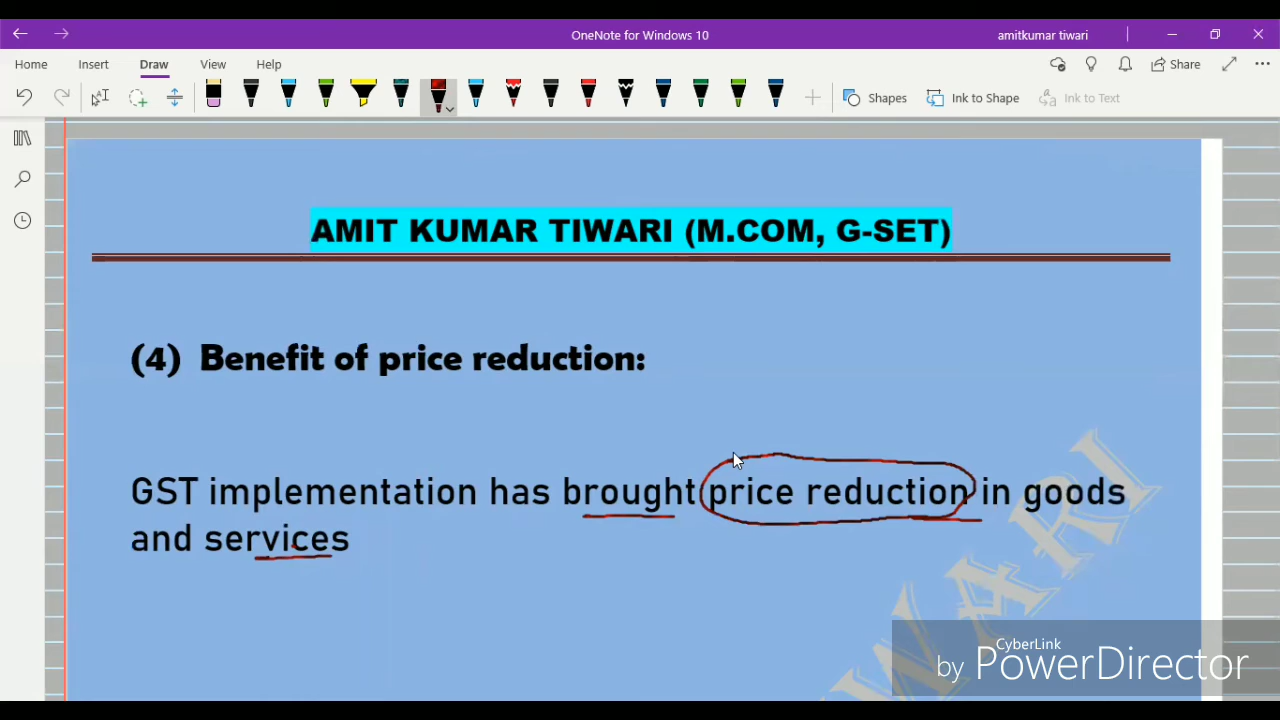 OneNote for Windows 10
amitkumar tiwari
Home Insert Draw View Help
Share
Shapes Ink to Shape Ink to Text
AMIT KUMAR TIWARI (M.COM, G-SET)
(4) Benefit of price reduction:
GST implementation has brought price reduction in goods
and services
WARI
CyberLink
by PowerDirector